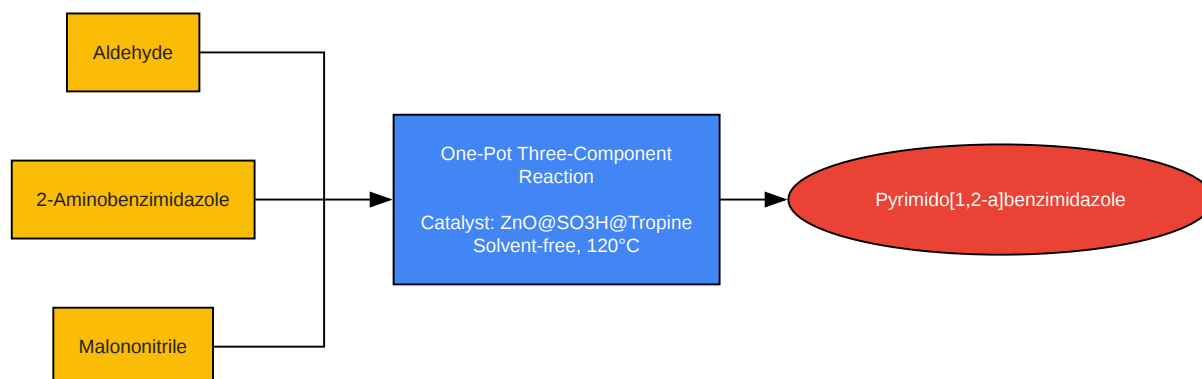 Aldehyde
2-Aminobenzimidazole
Malononitrile
One-Pot Three-Component
Reaction
Catalyst: ZnO@SO3H@Tropine
Solvent-free, 120°C
Pyrimido[1,2-a]benzimidazole